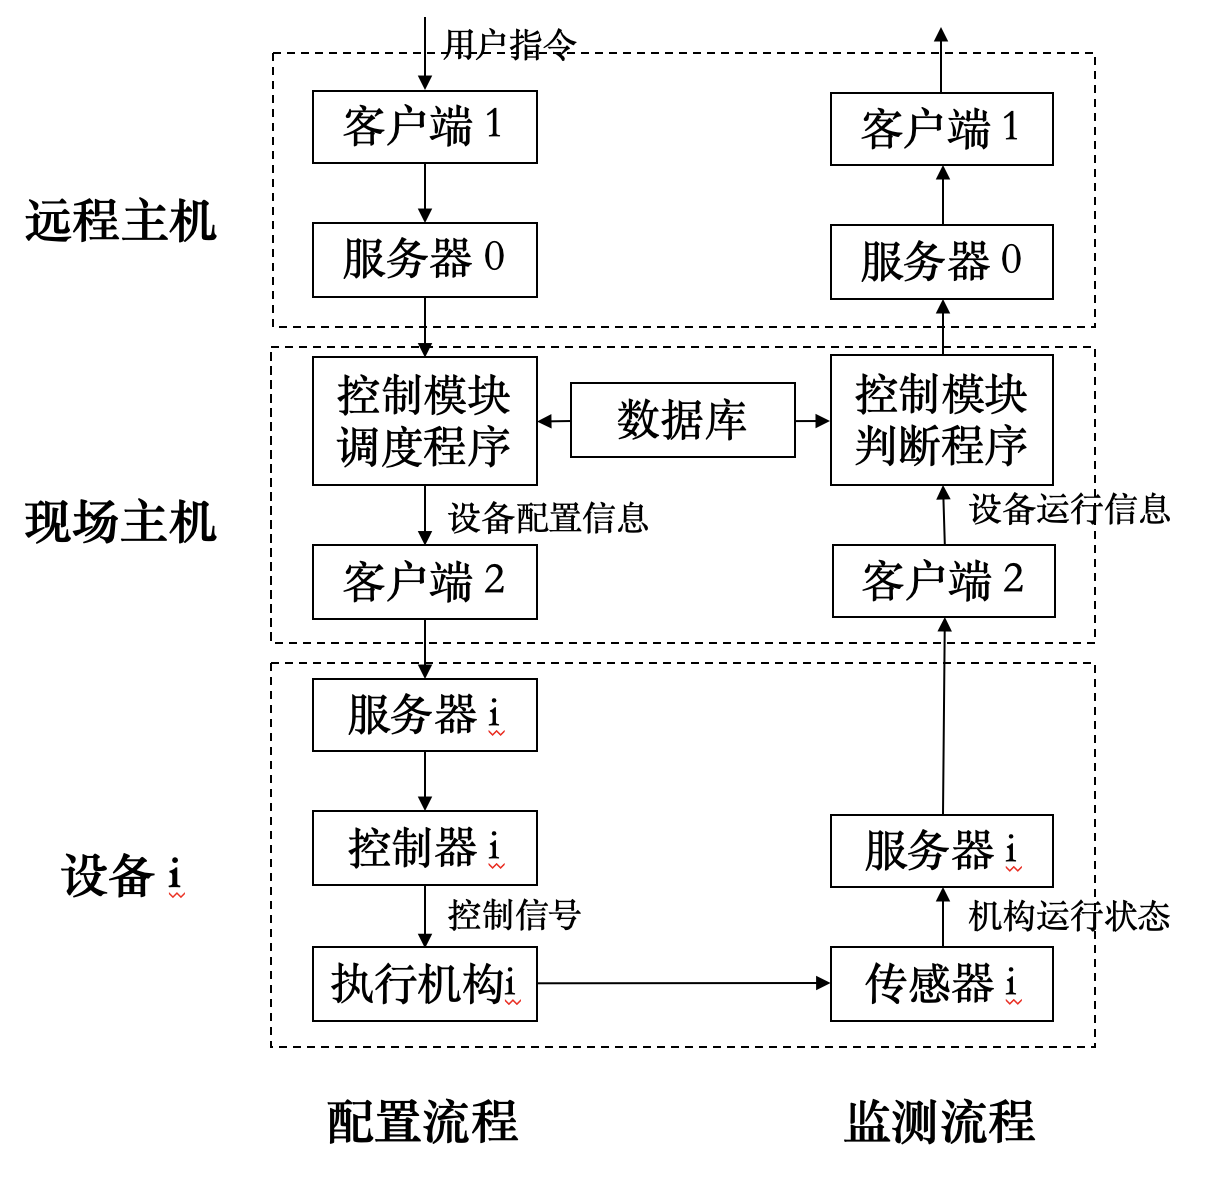 用户指令
客户端 1
客户端 1
远程主机
服务器 0
服务器 0
控制模块
调度程序
数据库
控制模块
判断程序
现场主机
设备配置信息
设备运行信息
客户端 2
客户端 2
服务器 i
设备 i
控制器 i
服务器 i
控制信号
机构运行状态
执行机构i
传感器 i
配置流程
监测流程